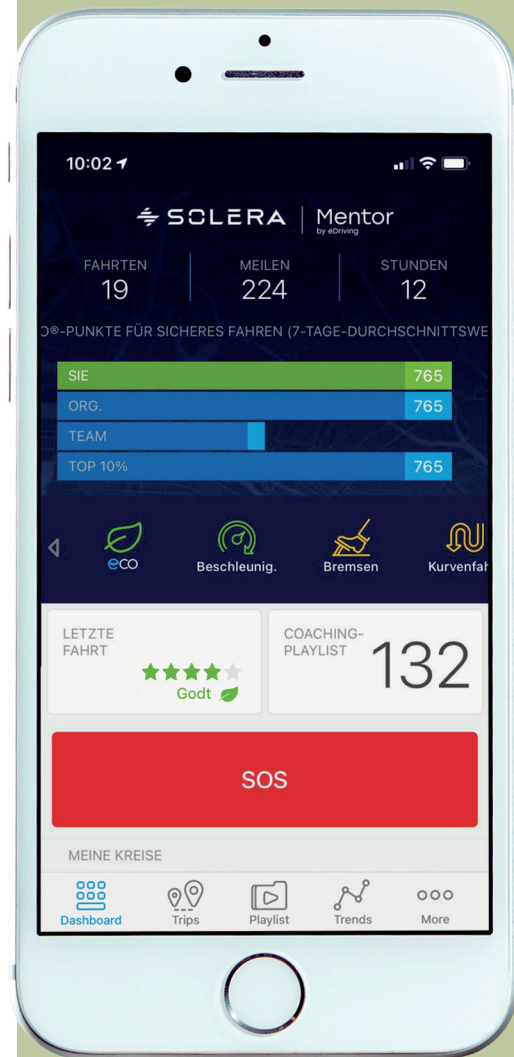 10:02
SOLERA Mentor
by eDriving
FAHRTEN MEILEN STUNDEN
19 224 12
O®-PUNKTE FÜR SICHERES FAHREN (7-TAGE-DURCHSCHNITTSWE
SIE 765
ORG. 765
TEAM
TOP 10% 765
eco Beschleunig. Bremsen Kurvenfah
LETZTE
FAHRT
Godt
COACHING-
PLAYLIST
132
SOS
MEINE KREISE
Dashboard Trips Playlist Trends More